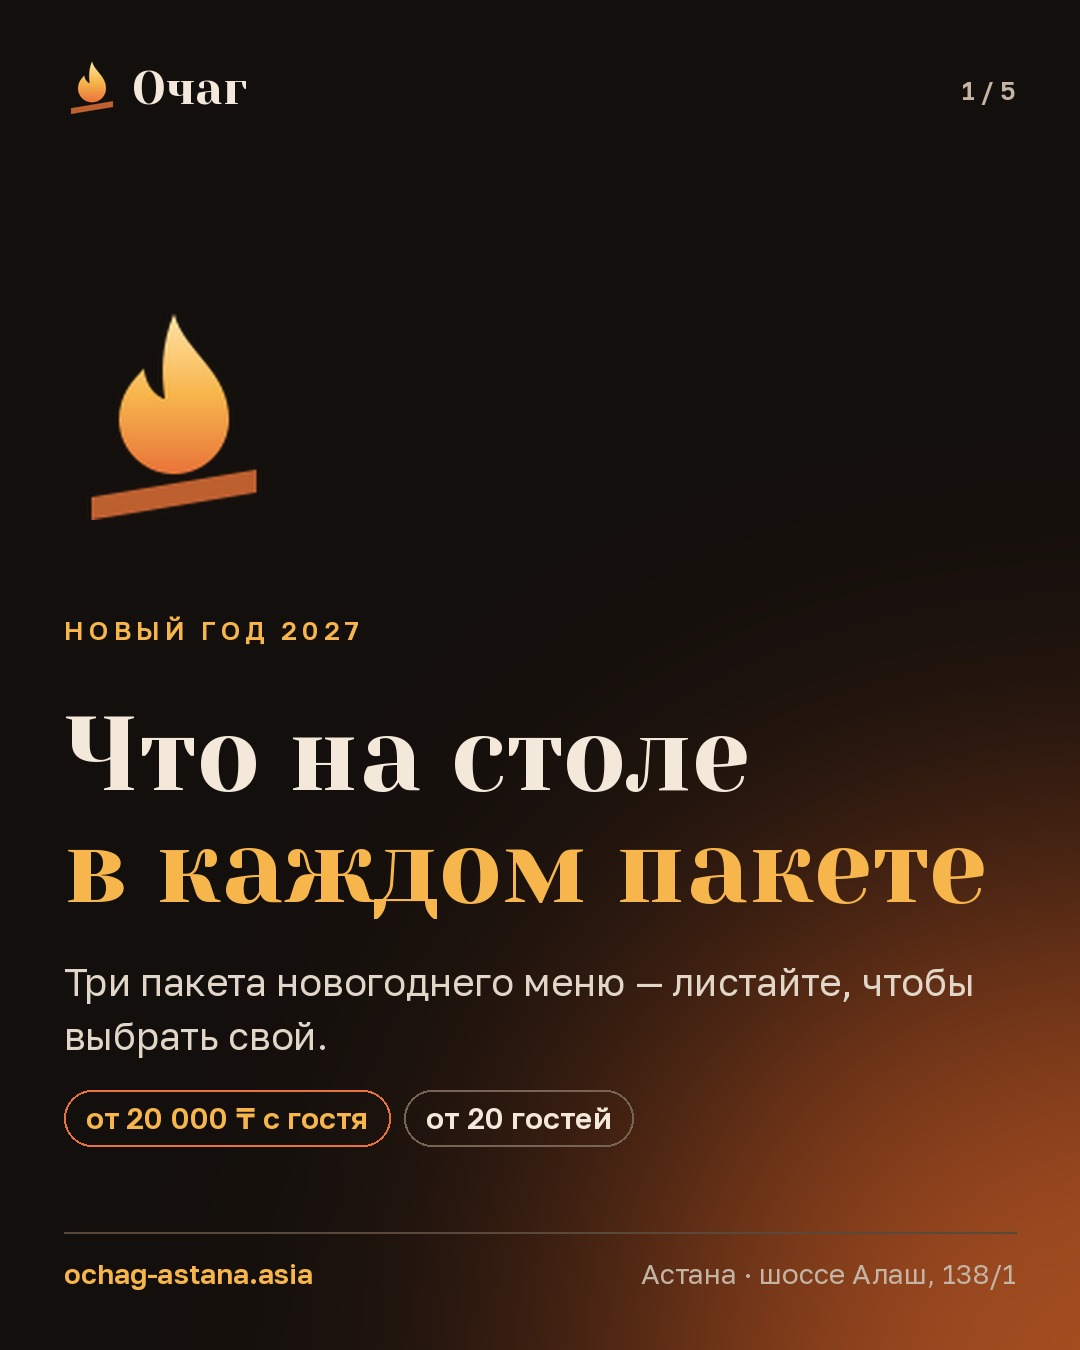 Очаг
1 / 5
НОВЫЙ ГОД 2027
Что на столе
в каждом пакете
Три пакета новогоднего меню — листайте, чтобы
выбрать свой.
от 20 000 ₸ с гостя
от 20 гостей
ochag-astana.asia
Астана · шоссе Алаш, 138/1